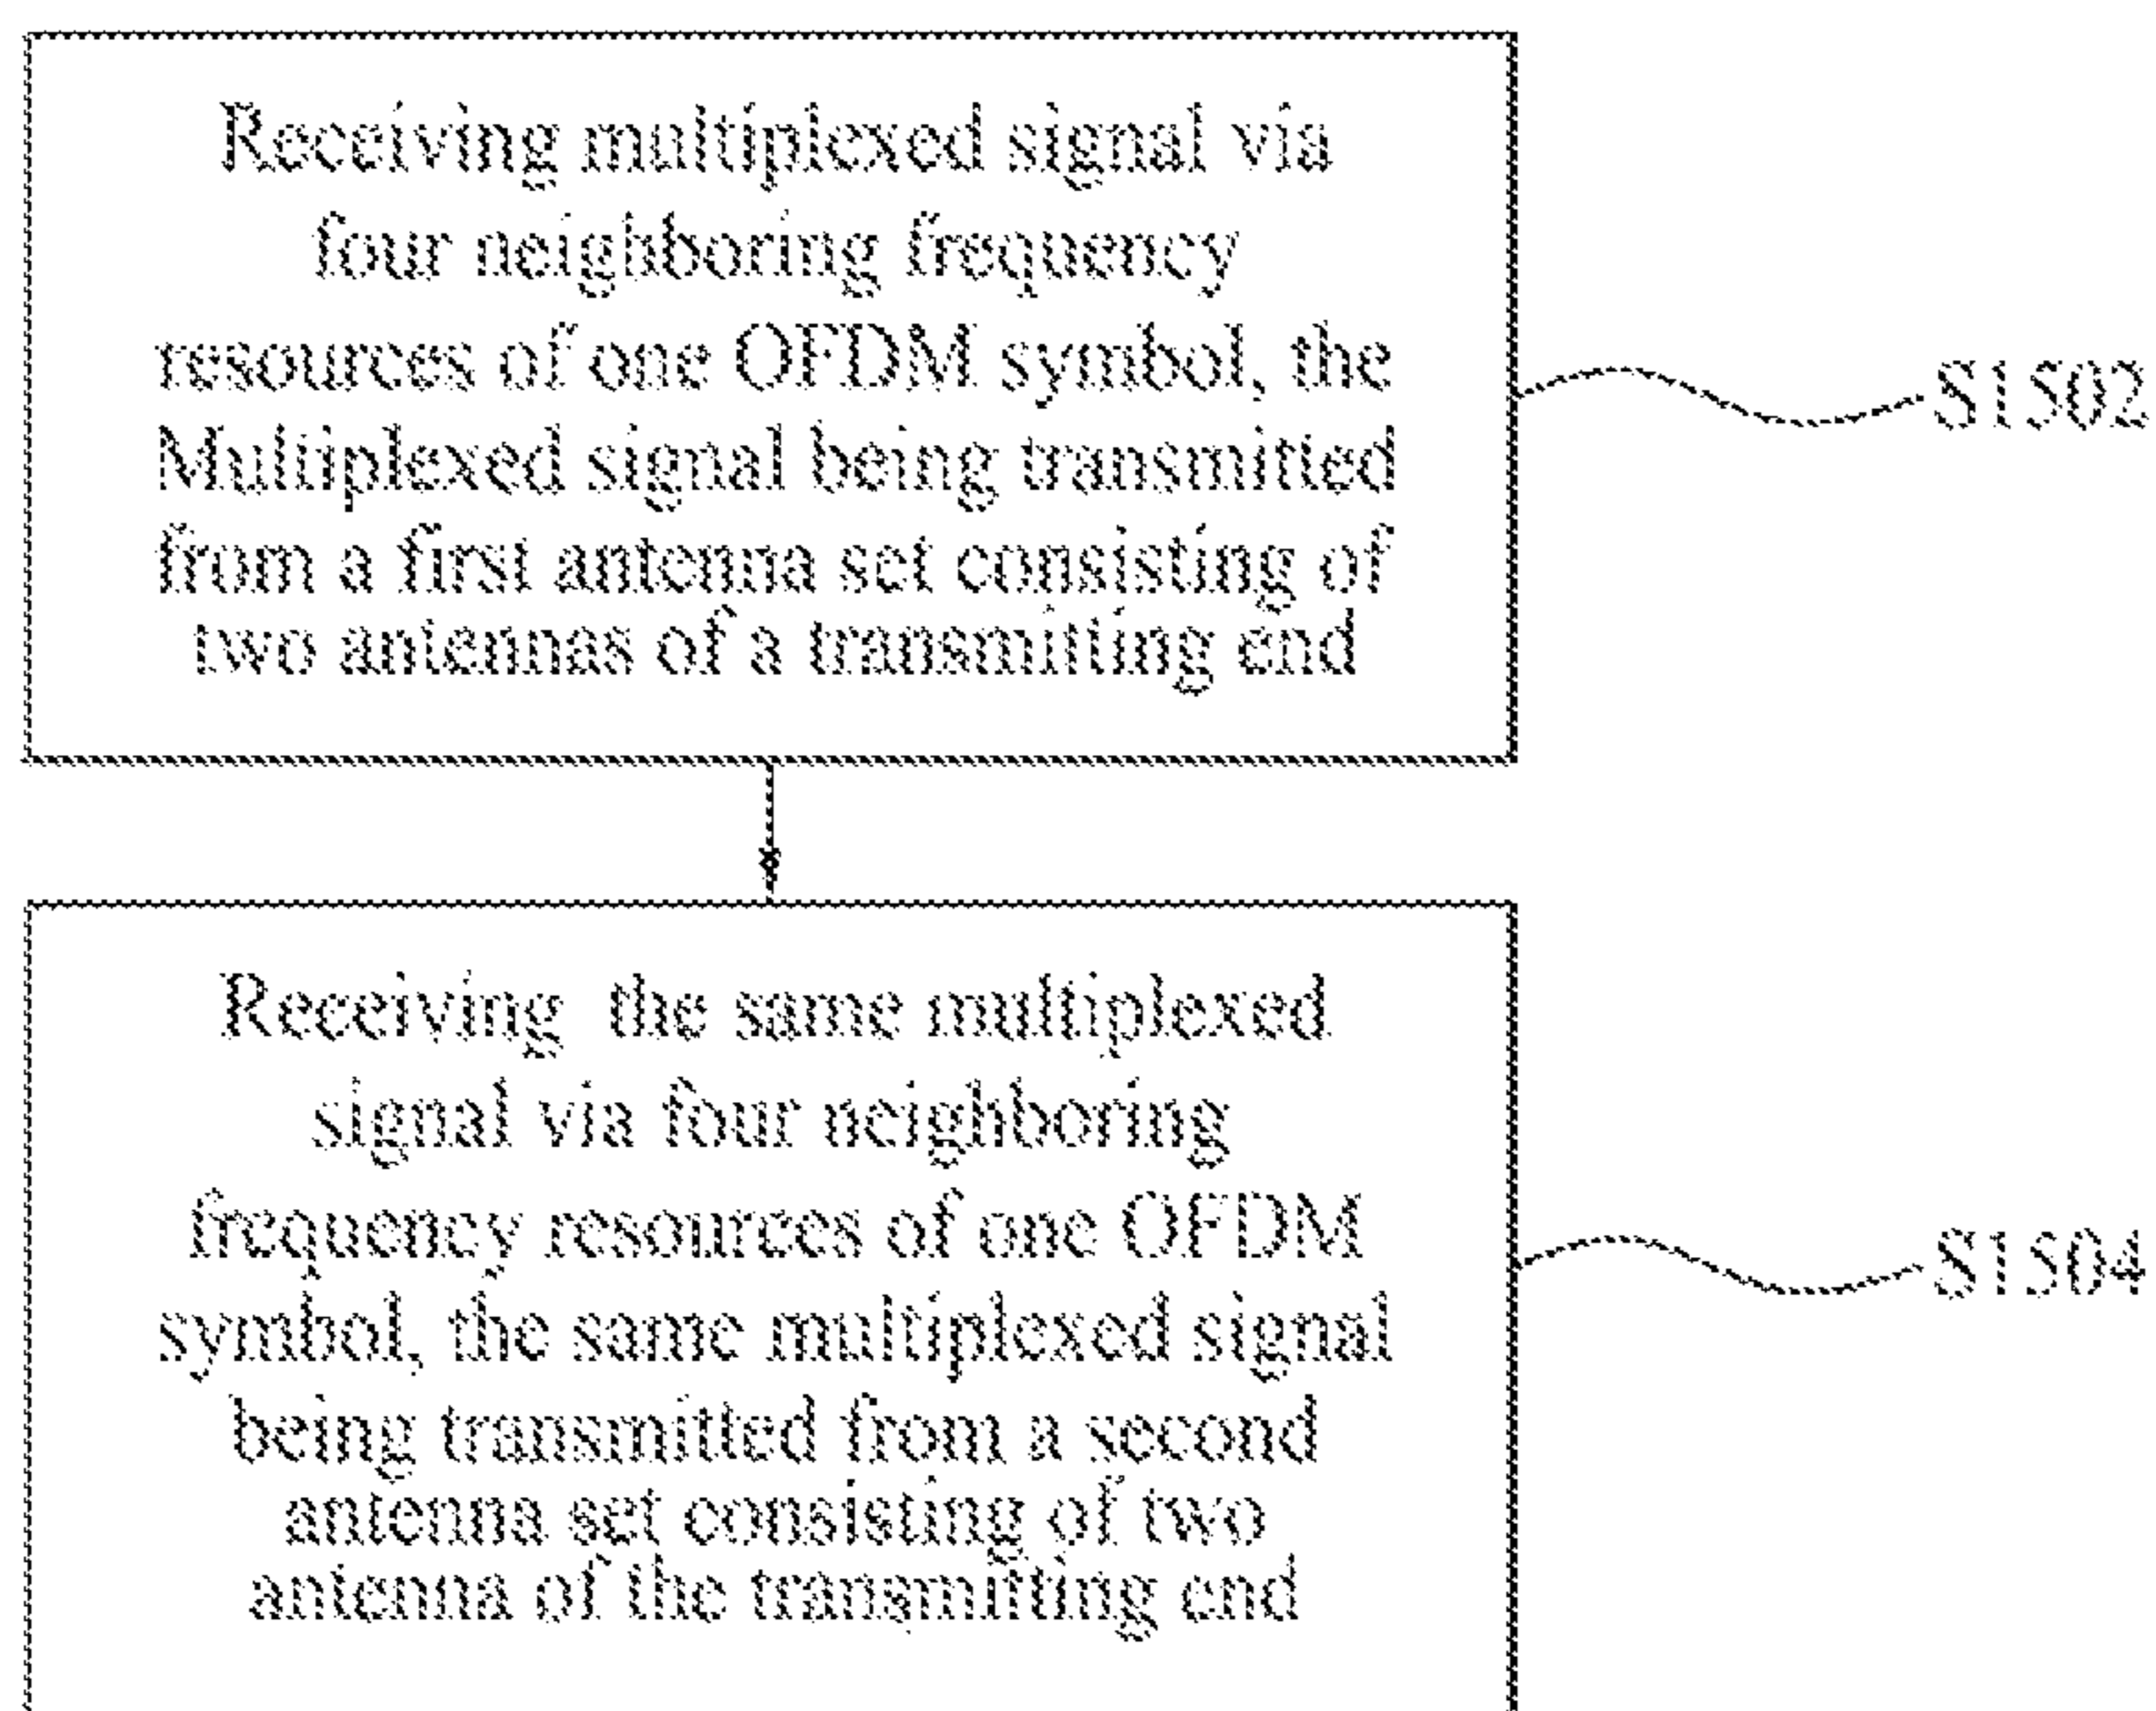 Receiving multiplexed signal via
four neighboring frequency
resources of one OFDM symbol, the
Multiplexed signal being transmitted
from a first antenna set consisting of
two antennas of a transmitting end
S1502
Receiving the same multiplexed
signal via four neighboring
frequency resources of one OFDM
symbol, the same multiplexed signal
being transmitted from a second
antenna set consisting of two
antenna of the transmitting end
S1504